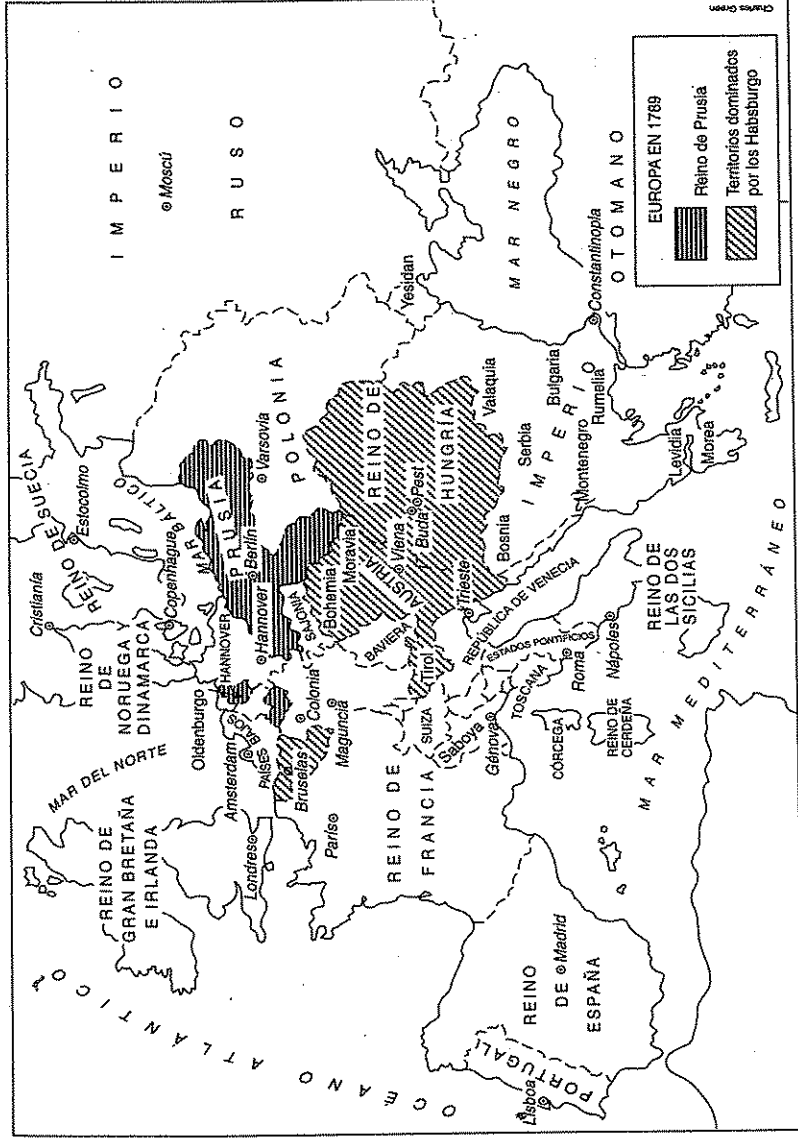 Charles Green
IMPERIO
RUSO
Moscú
REINO DE SUECIA
Estocolmo
Cristianía
REINO
DE
NORUEGA Y
DINAMARCA
Copenhague
MAR BÁLTICO
MAR DEL NORTE
REINO DE
GRAN BRETAÑA
E IRLANDA
Londres
OCEANO ATLÁNTICO
Oldenburgo
HANNOVER
Hannover
Amsterdam
PAÍSES
BAJOS
Bruselas
Colonia
Maguncia
PRUSIA
Berlín
SAJONIA
POLONIA
Varsovia
Bohemia
Moravia
BAVIERA
AUSTRIA
Viena
REINO DE
HUNGRÍA
Buda
Pest
Tirol
SUIZA
Saboya
Trieste
París
REINO DE
FRANCIA
Génova
TOSCANA
REPÚBLICA DE VENECIA
ESTADOS PONTIFICIOS
Roma
Nápoles
REINO DE
LAS DOS
SICILIAS
CÓRCEGA
REINO DE
CERDEÑA
MAR MEDITERRÁNEO
REINO
DE
ESPAÑA
Madrid
PORTUGAL
Lisboa
Yesidan
MAR NEGRO
Valaquia
Bosnia
Serbia
Bulgaria
Montenegro
Rumelia
IMPERIO
OTOMANO
Constantinopla
Levidia
Morea
EUROPA EN 1789
Reino de Prusia
Territorios dominados
por los Habsburgo